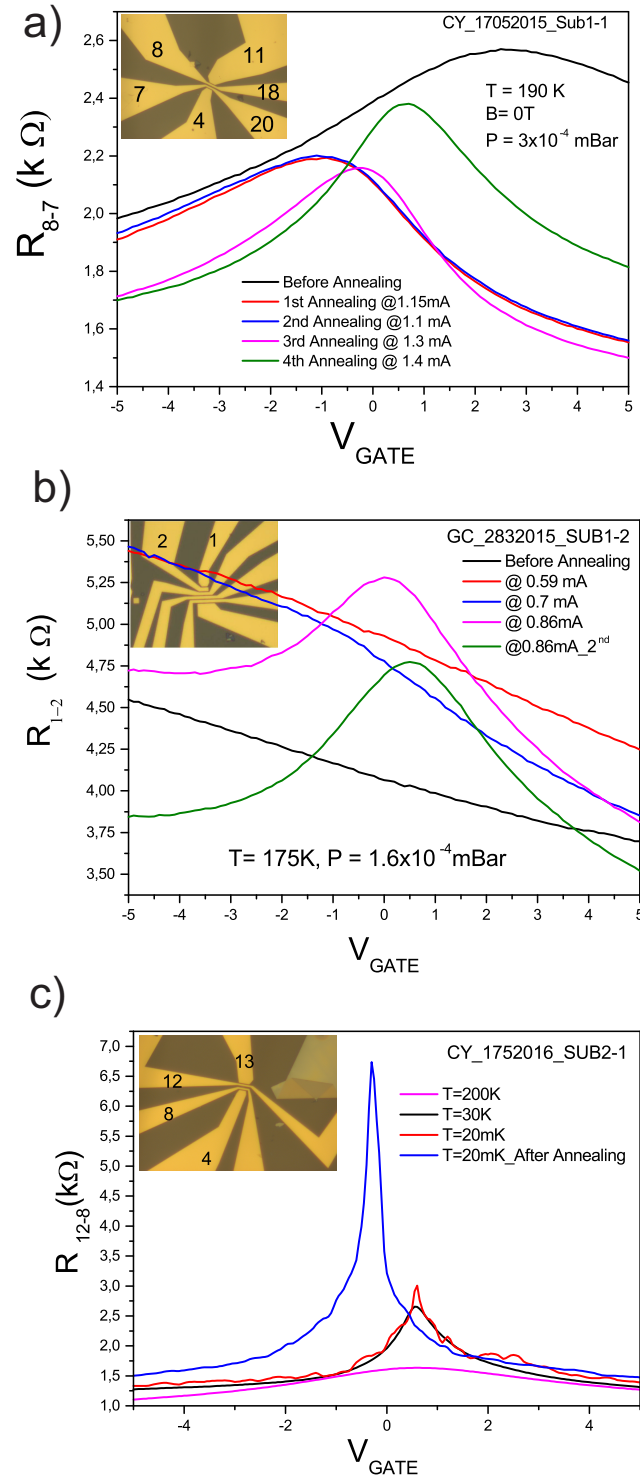 a)
CY_17052015_Sub1-1
8
11
7
18
4
20
T = 190 K
B= 0T
P = 3x10⁻⁴ mBar
R8-7 (k Ω)
2,6
2,4
2,2
2,0
1,8
1,6
1,4
Before Annealing
1st Annealing @1.15mA
2nd Annealing @1.1 mA
3rd Annealing @ 1.3 mA
4th Annealing @ 1.4 mA
-5 -4 -3 -2 -1 0 1 2 3 4 5
VGATE
b)
GC_2832015_SUB1-2
2
1
Before Annealing
@ 0.59 mA
@ 0.7 mA
@ 0.86mA
@0.86mA_2nd
R1–2 (k Ω)
5,50
5,25
5,00
4,75
4,50
4,25
4,00
3,75
3,50
T= 175K, P = 1.6x10⁻⁴mBar
-5 -4 -3 -2 -1 0 1 2 3 4 5
VGATE
c)
CY_1752016_SUB2-1
13
12
8
4
T=200K
T=30K
T=20mK
T=20mK_After Annealing
R12-8(kΩ)
7,0
6,5
6,0
5,5
5,0
4,5
4,0
3,5
3,0
2,5
2,0
1,5
1,0
-4 -2 0 2 4
VGATE